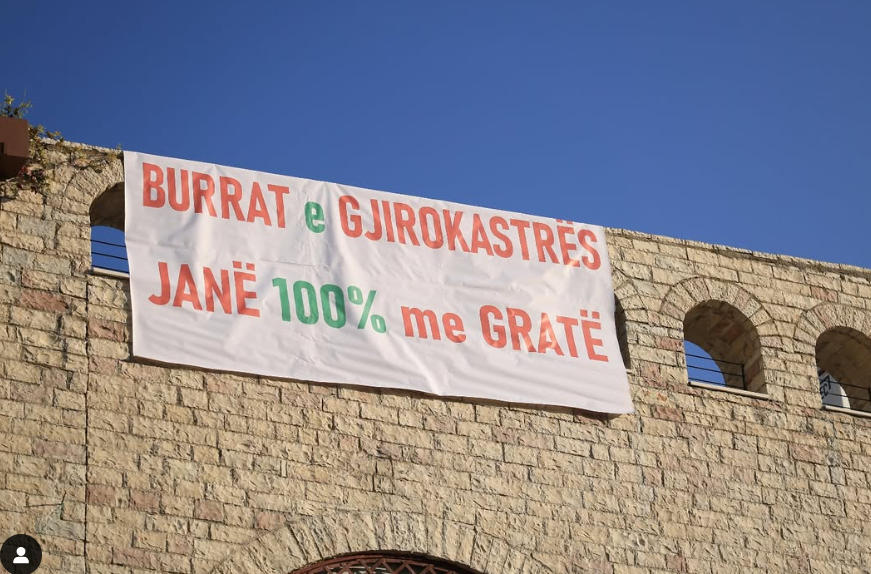 BURRAT e GJIROKASTRËS
JANË 100% me GRATË